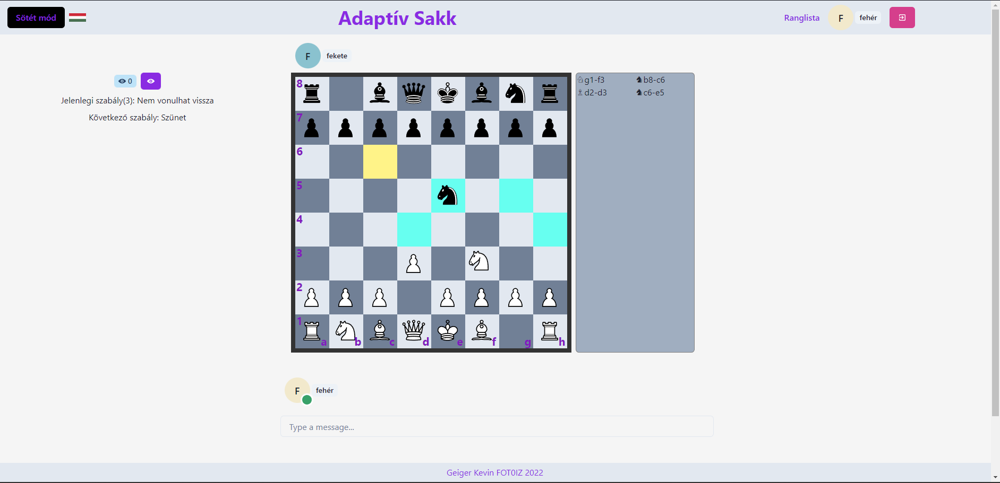 Sötét mód
Adaptív Sakk
Ranglista
F
fehér
F
fekete
0
Jelenlegi szabály(3): Nem vonulhat vissza
Következő szabály: Szünet
8
7
6
5
4
3
2
1
a b c d e f g h
♘g1-f3 ♞b8-c6
♗d2-d3 ♞c6-e5
F
fehér
Type a message...
Geiger Kevin FOT0IZ 2022